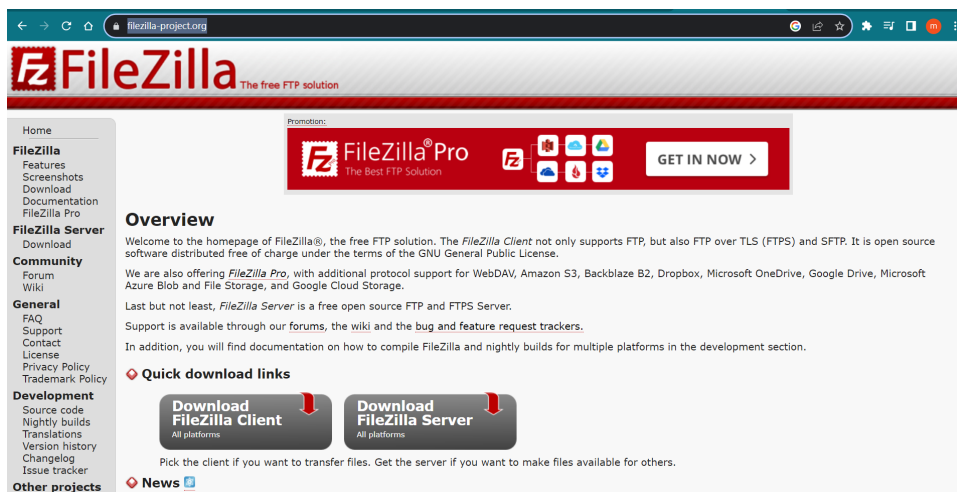 filezilla-project.org
m
Fz FileZilla The free FTP solution
Home
FileZilla
Features
Screenshots
Download
Documentation
FileZilla Pro
FileZilla Server
Download
Community
Forum
Wiki
General
FAQ
Support
Contact
License
Privacy Policy
Trademark Policy
Development
Source code
Nightly builds
Translations
Version history
Changelog
Issue tracker
Other projects
Promotion:
Fz FileZilla® Pro
The Best FTP Solution
Fz
GET IN NOW >
Overview
Welcome to the homepage of FileZilla®, the free FTP solution. The FileZilla Client not only supports FTP, but also FTP over TLS (FTPS) and SFTP. It is open source
software distributed free of charge under the terms of the GNU General Public License.
We are also offering FileZilla Pro, with additional protocol support for WebDAV, Amazon S3, Backblaze B2, Dropbox, Microsoft OneDrive, Google Drive, Microsoft
Azure Blob and File Storage, and Google Cloud Storage.
Last but not least, FileZilla Server is a free open source FTP and FTPS Server.
Support is available through our forums, the wiki and the bug and feature request trackers.
In addition, you will find documentation on how to compile FileZilla and nightly builds for multiple platforms in the development section.
Quick download links
Download
FileZilla Client
All platforms
Download
FileZilla Server
All platforms
Pick the client if you want to transfer files. Get the server if you want to make files available for others.
News